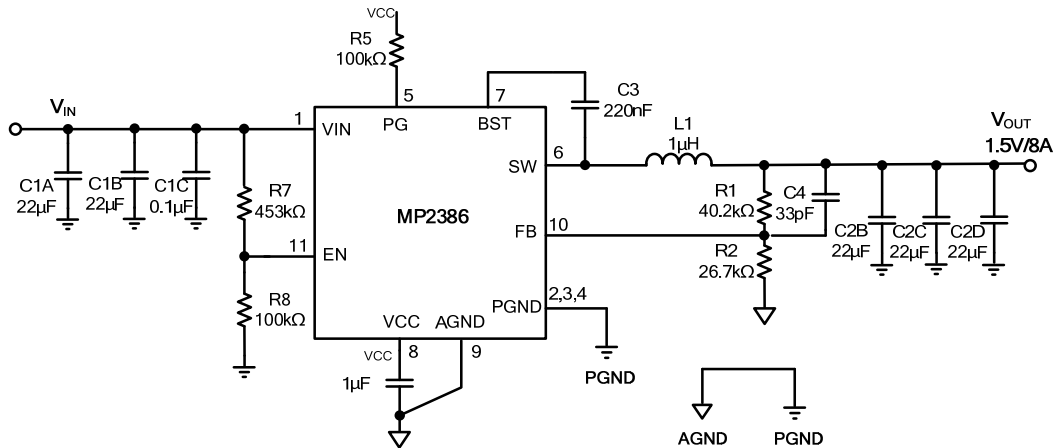 VCC
R5
100kΩ
5
7
C3
220nF
VIN
1
VIN
PG
BST
L1
1µH
VOUT
1.5V/8A
6
SW
C1A
22µF
C1B
22µF
C1C
0.1µF
R7
453kΩ
MP2386
R1
40.2kΩ
C4
33pF
FB
10
C2B
22µF
C2C
22µF
C2D
22µF
11
EN
R2
26.7kΩ
R8
100kΩ
PGND
2,3,4
VCC
AGND
VCC
8
9
1µF
PGND
AGND
PGND